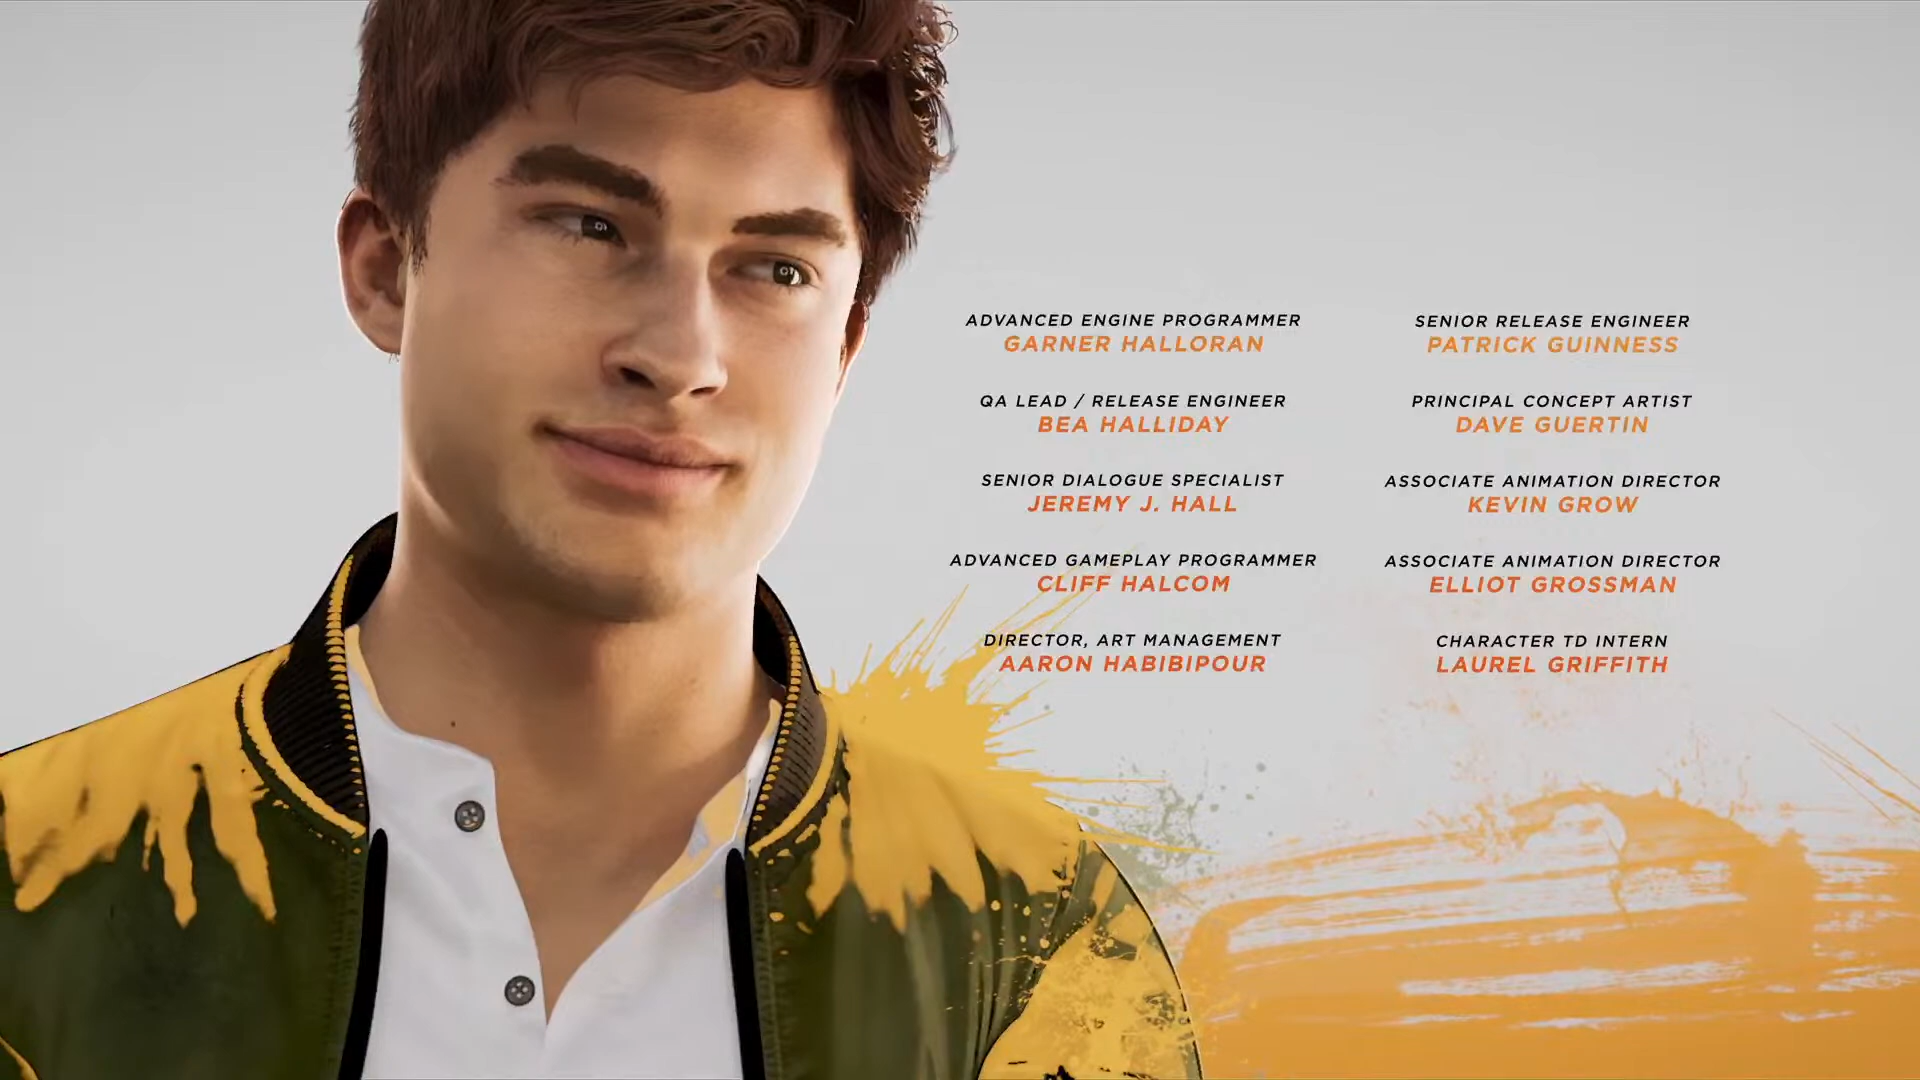 ADVANCED ENGINE PROGRAMMER
GARNER HALLORAN
QA LEAD / RELEASE ENGINEER
BEA HALLIDAY
SENIOR DIALOGUE SPECIALIST
JEREMY J. HALL
ADVANCED GAMEPLAY PROGRAMMER
CLIFF HALCOM
DIRECTOR, ART MANAGEMENT
AARON HABIBIPOUR
SENIOR RELEASE ENGINEER
PATRICK GUINNESS
PRINCIPAL CONCEPT ARTIST
DAVE GUERTIN
ASSOCIATE ANIMATION DIRECTOR
KEVIN GROW
ASSOCIATE ANIMATION DIRECTOR
ELLIOT GROSSMAN
CHARACTER TD INTERN
LAUREL GRIFFITH